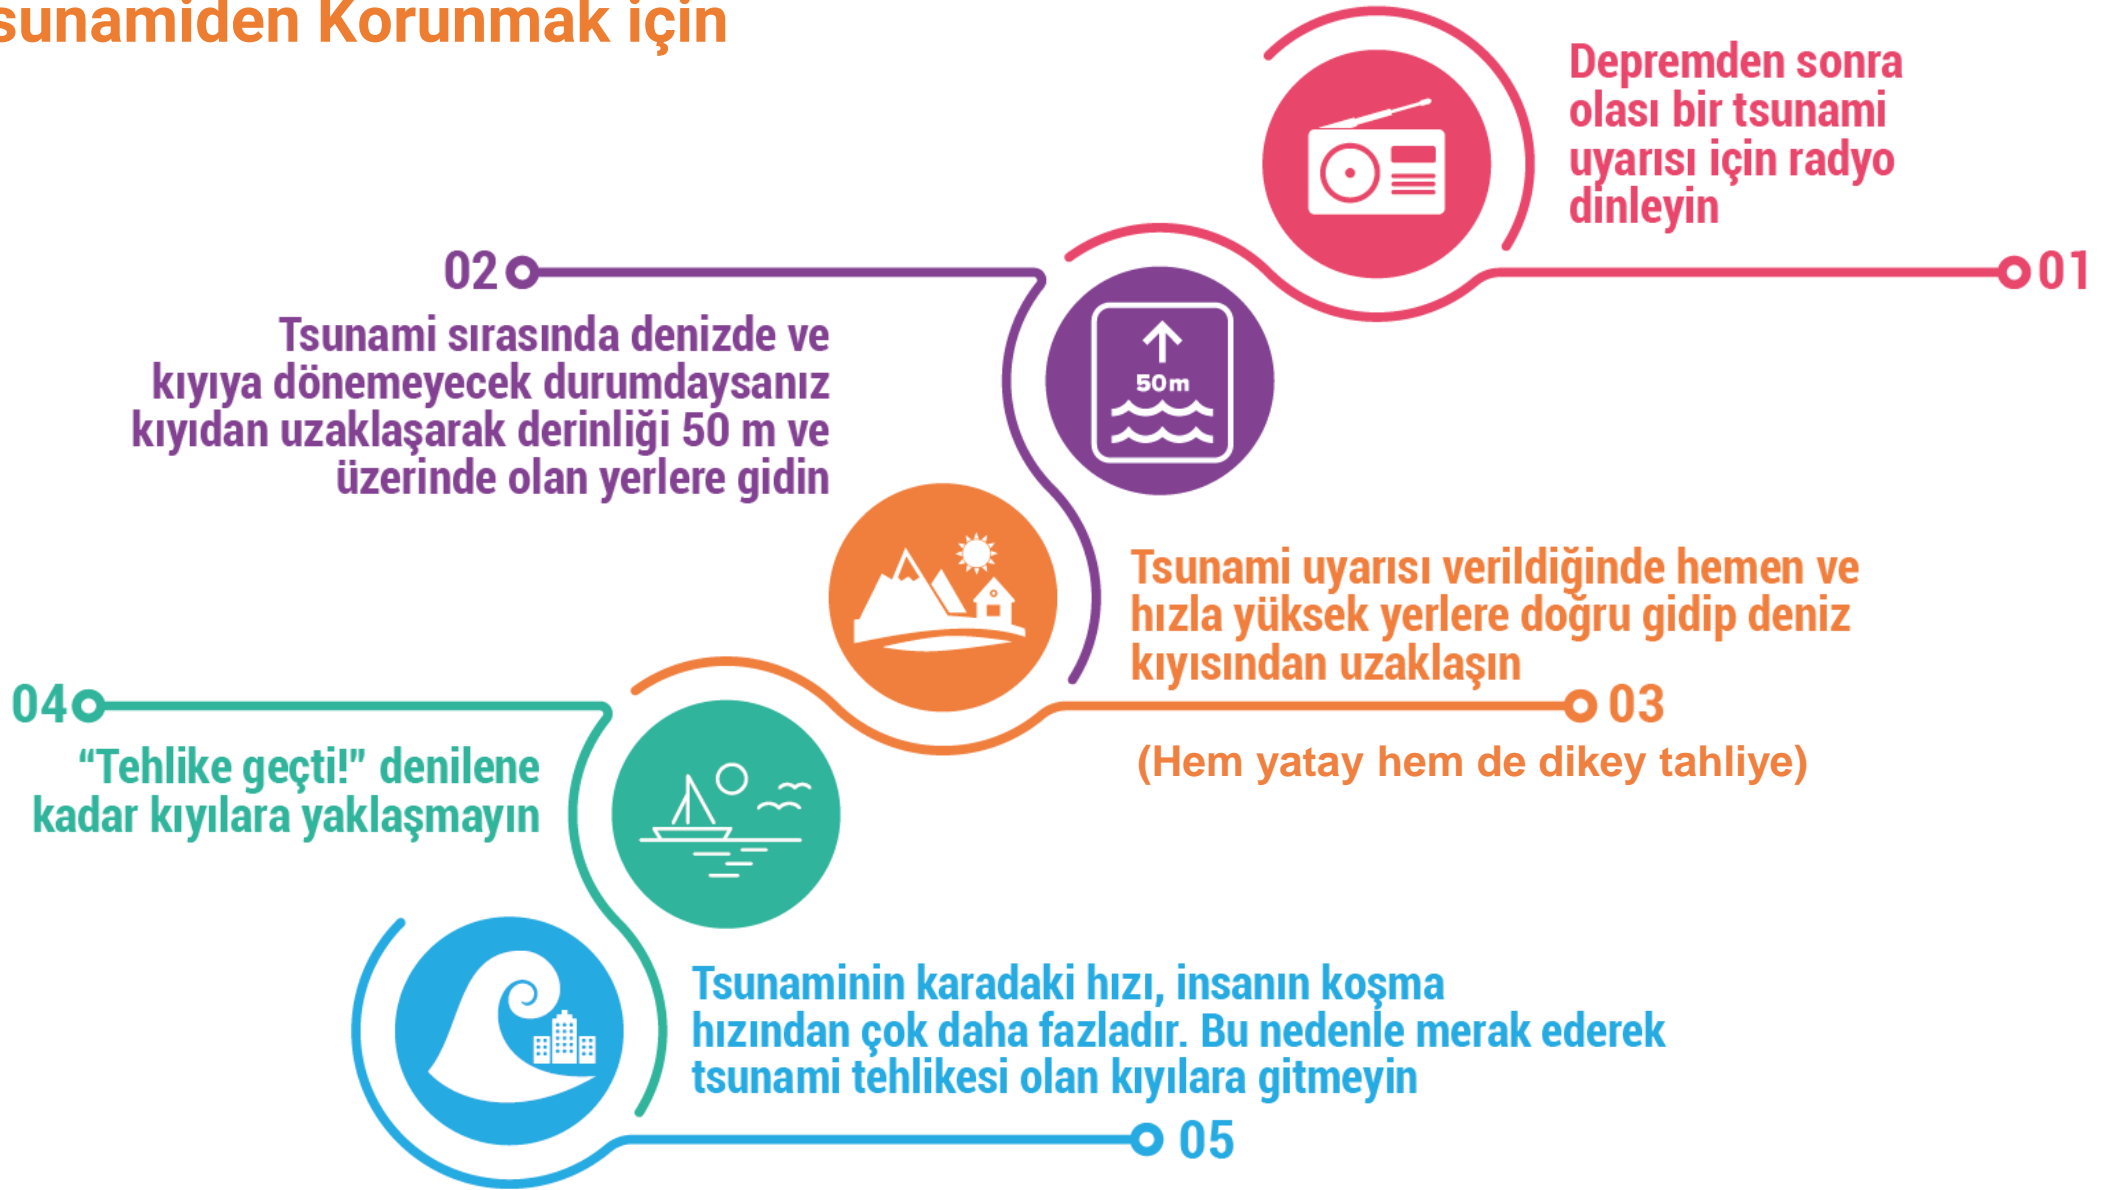 sunamiden Korunmak için
Depremden sonra
olası bir tsunami
uyarısı için radyo
dinleyin
01
02
Tsunami sırasında denizde ve
kıyıya dönemeyecek durumdaysanız
kıyıdan uzaklaşarak derinliği 50 m ve
üzerinde olan yerlere gidin
50m
Tsunami uyarısı verildiğinde hemen ve
hızla yüksek yerlere doğru gidip deniz
kıyısından uzaklaşın
03
(Hem yatay hem de dikey tahliye)
04
“Tehlike geçti!” denilene
kadar kıyılara yaklaşmayın
Tsunaminin karadaki hızı, insanın koşma
hızından çok daha fazladır. Bu nedenle merak ederek
tsunami tehlikesi olan kıyılara gitmeyin
05